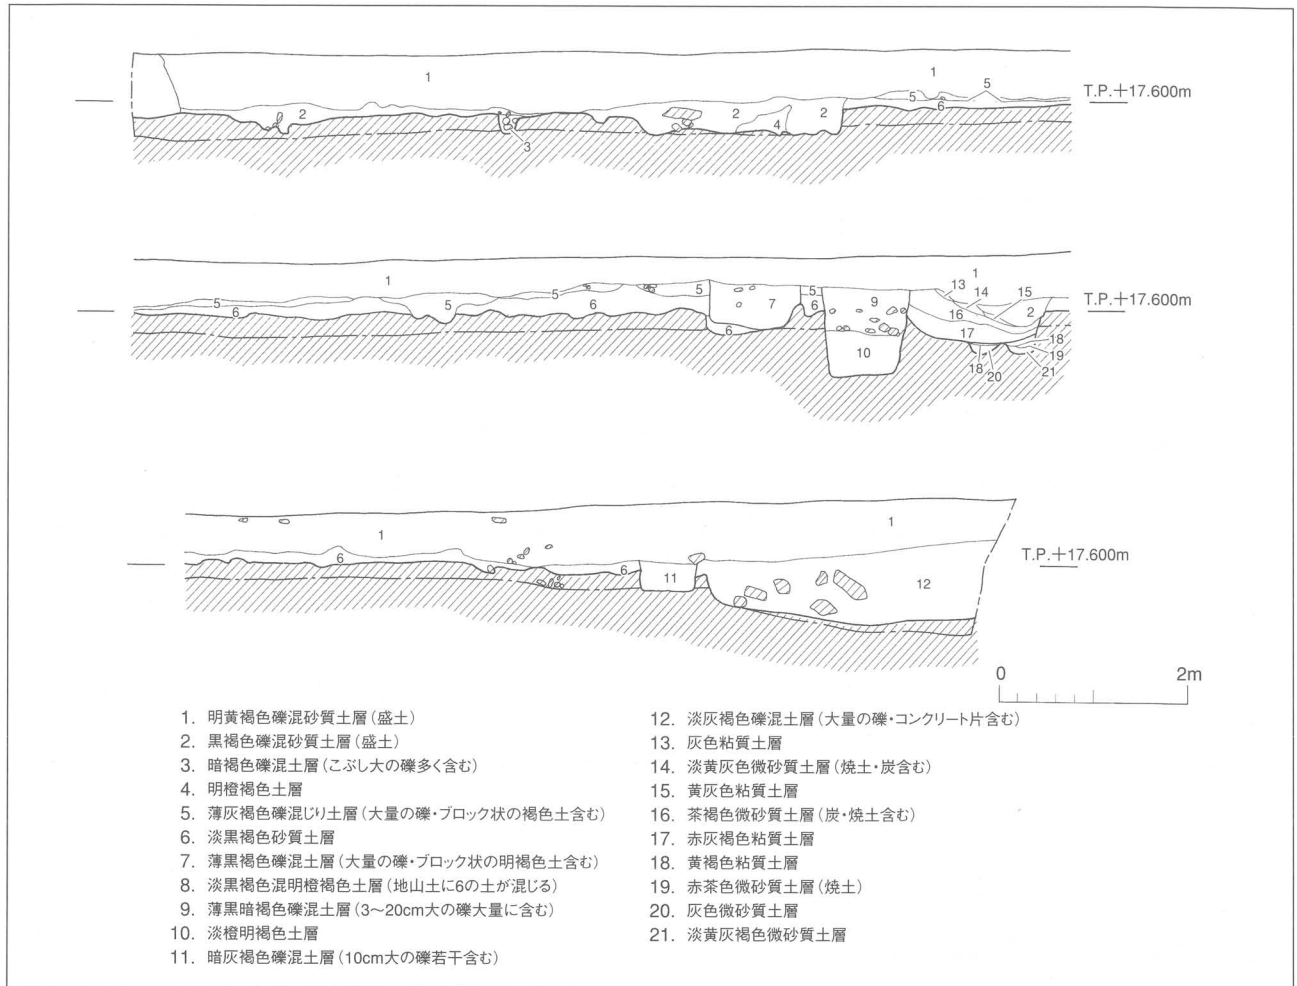 1
1
5
T.P.＋17.600m
5
6
2
2
2
4
3
1
1
13
14
15
T.P.＋17.600m
5
5
5
5
5
6
6
7
6
9
16
2
17
6
10
18
18
19
20
21
1
1
T.P.＋17.600m
6
6
11
12
0
2m
1. 明黄褐色礫混砂質土層（盛土）
2. 黒褐色礫混砂質土層（盛土）
3. 暗褐色礫混土層（こぶし大の礫多く含む）
4. 明橙褐色土層
5. 薄灰褐色礫混じり土層（大量の礫・ブロック状の褐色土含む）
6. 淡黒褐色砂質土層
7. 薄黒褐色礫混土層（大量の礫・ブロック状の明褐色土含む）
8. 淡黒褐色混明橙褐色土層（地山土に6の土が混じる）
9. 薄黒暗褐色礫混土層（3〜20cm大の礫大量に含む）
10. 淡橙明褐色土層
11. 暗灰褐色礫混土層（10cm大の礫若干含む）
12. 淡灰褐色礫混土層（大量の礫・コンクリート片含む）
13. 灰色粘質土層
14. 淡黄灰色微砂質土層（焼土・炭含む）
15. 黄灰色粘質土層
16. 茶褐色微砂質土層（炭・焼土含む）
17. 赤灰褐色粘質土層
18. 黄褐色粘質土層
19. 赤茶色微砂質土層（焼土）
20. 灰色微砂質土層
21. 淡黄灰褐色微砂質土層